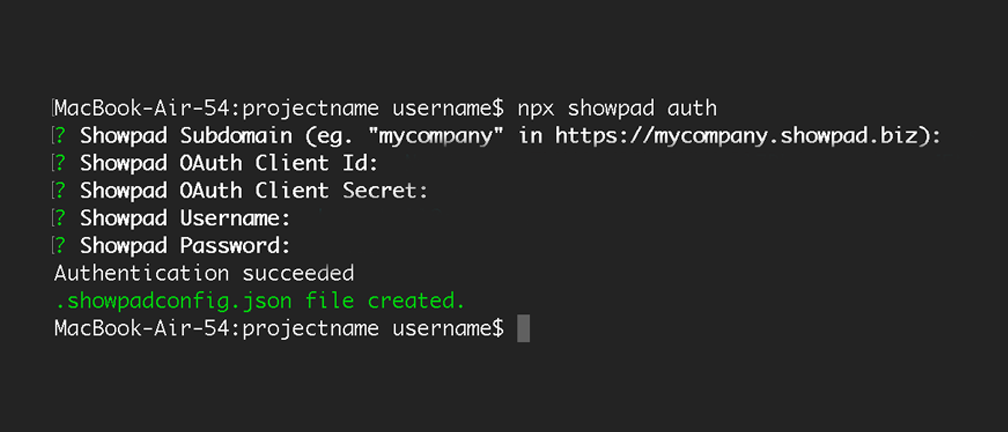 MacBook-Air-54:projectname username$ npx showpad auth
? Showpad Subdomain (eg. "mycompany" in https://mycompany.showpad.biz):
? Showpad OAuth Client Id:
? Showpad OAuth Client Secret:
? Showpad Username:
? Showpad Password:
Authentication succeeded
.showpadconfig.json file created.
MacBook-Air-54:projectname username$